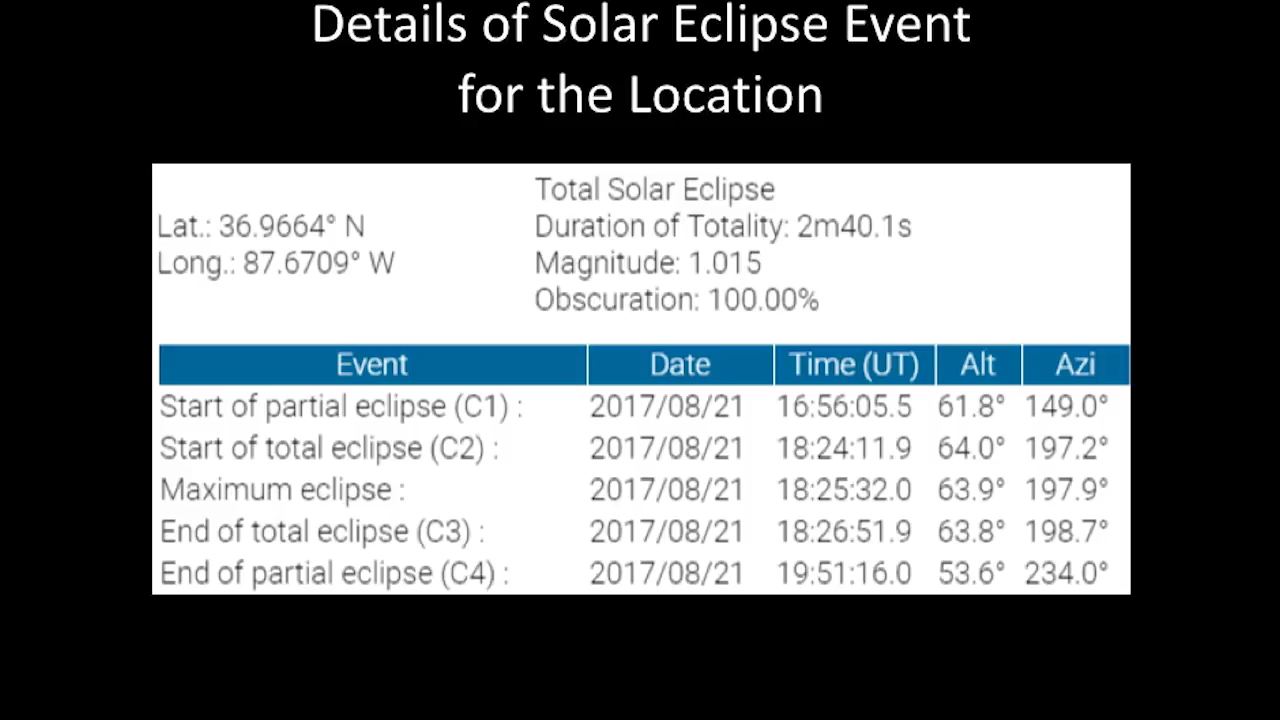 Details of Solar Eclipse Event
for the Location
Total Solar Eclipse
Lat.: 36.9664° N Duration of Totality: 2m40.1s
Long.: 87.6709° W Magnitude: 1.015
Obscuration: 100.00%
Event Date Time (UT) Alt Azi
Start of partial eclipse (C1) : 2017/08/21 16:56:05.5 61.8° 149.0°
Start of total eclipse (C2) : 2017/08/21 18:24:11.9 64.0° 197.2°
Maximum eclipse : 2017/08/21 18:25:32.0 63.9° 197.9°
End of total eclipse (C3) : 2017/08/21 18:26:51.9 63.8° 198.7°
End of partial eclipse (C4) : 2017/08/21 19:51:16.0 53.6° 234.0°